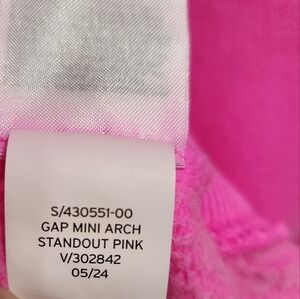 S/430551-00
GAP MINI ARCH
STANDOUT PINK
V/302842
05/24